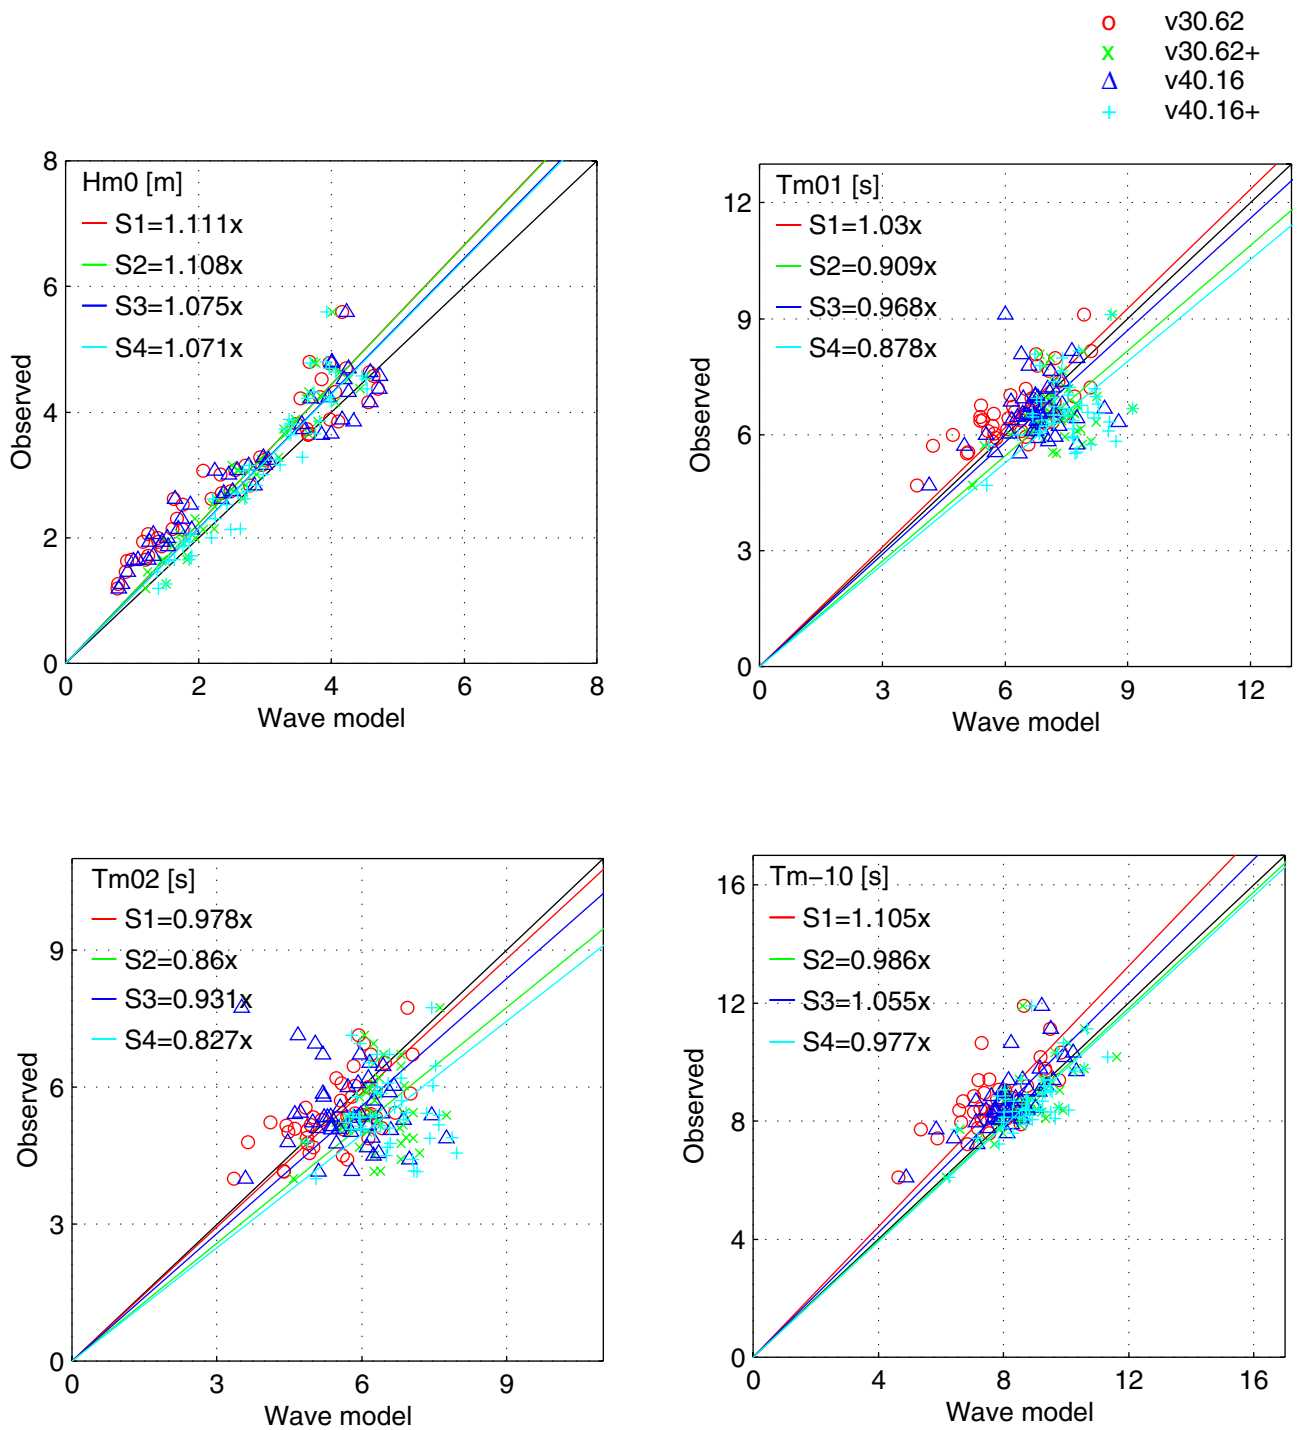 v30.62
v30.62+
v40.16
v40.16+
Hm0 [m]
S1=1.111x
S2=1.108x
S3=1.075x
S4=1.071x
8
6
4
2
0
0 2 4 6 8
Observed
Wave model
Tm01 [s]
S1=1.03x
S2=0.909x
S3=0.968x
S4=0.878x
12
9
6
3
0
0 3 6 9 12
Observed
Wave model
Tm02 [s]
S1=0.978x
S2=0.86x
S3=0.931x
S4=0.827x
9
6
3
0
0 3 6 9
Observed
Wave model
Tm−10 [s]
S1=1.105x
S2=0.986x
S3=1.055x
S4=0.977x
16
12
8
4
0
0 4 8 12 16
Observed
Wave model